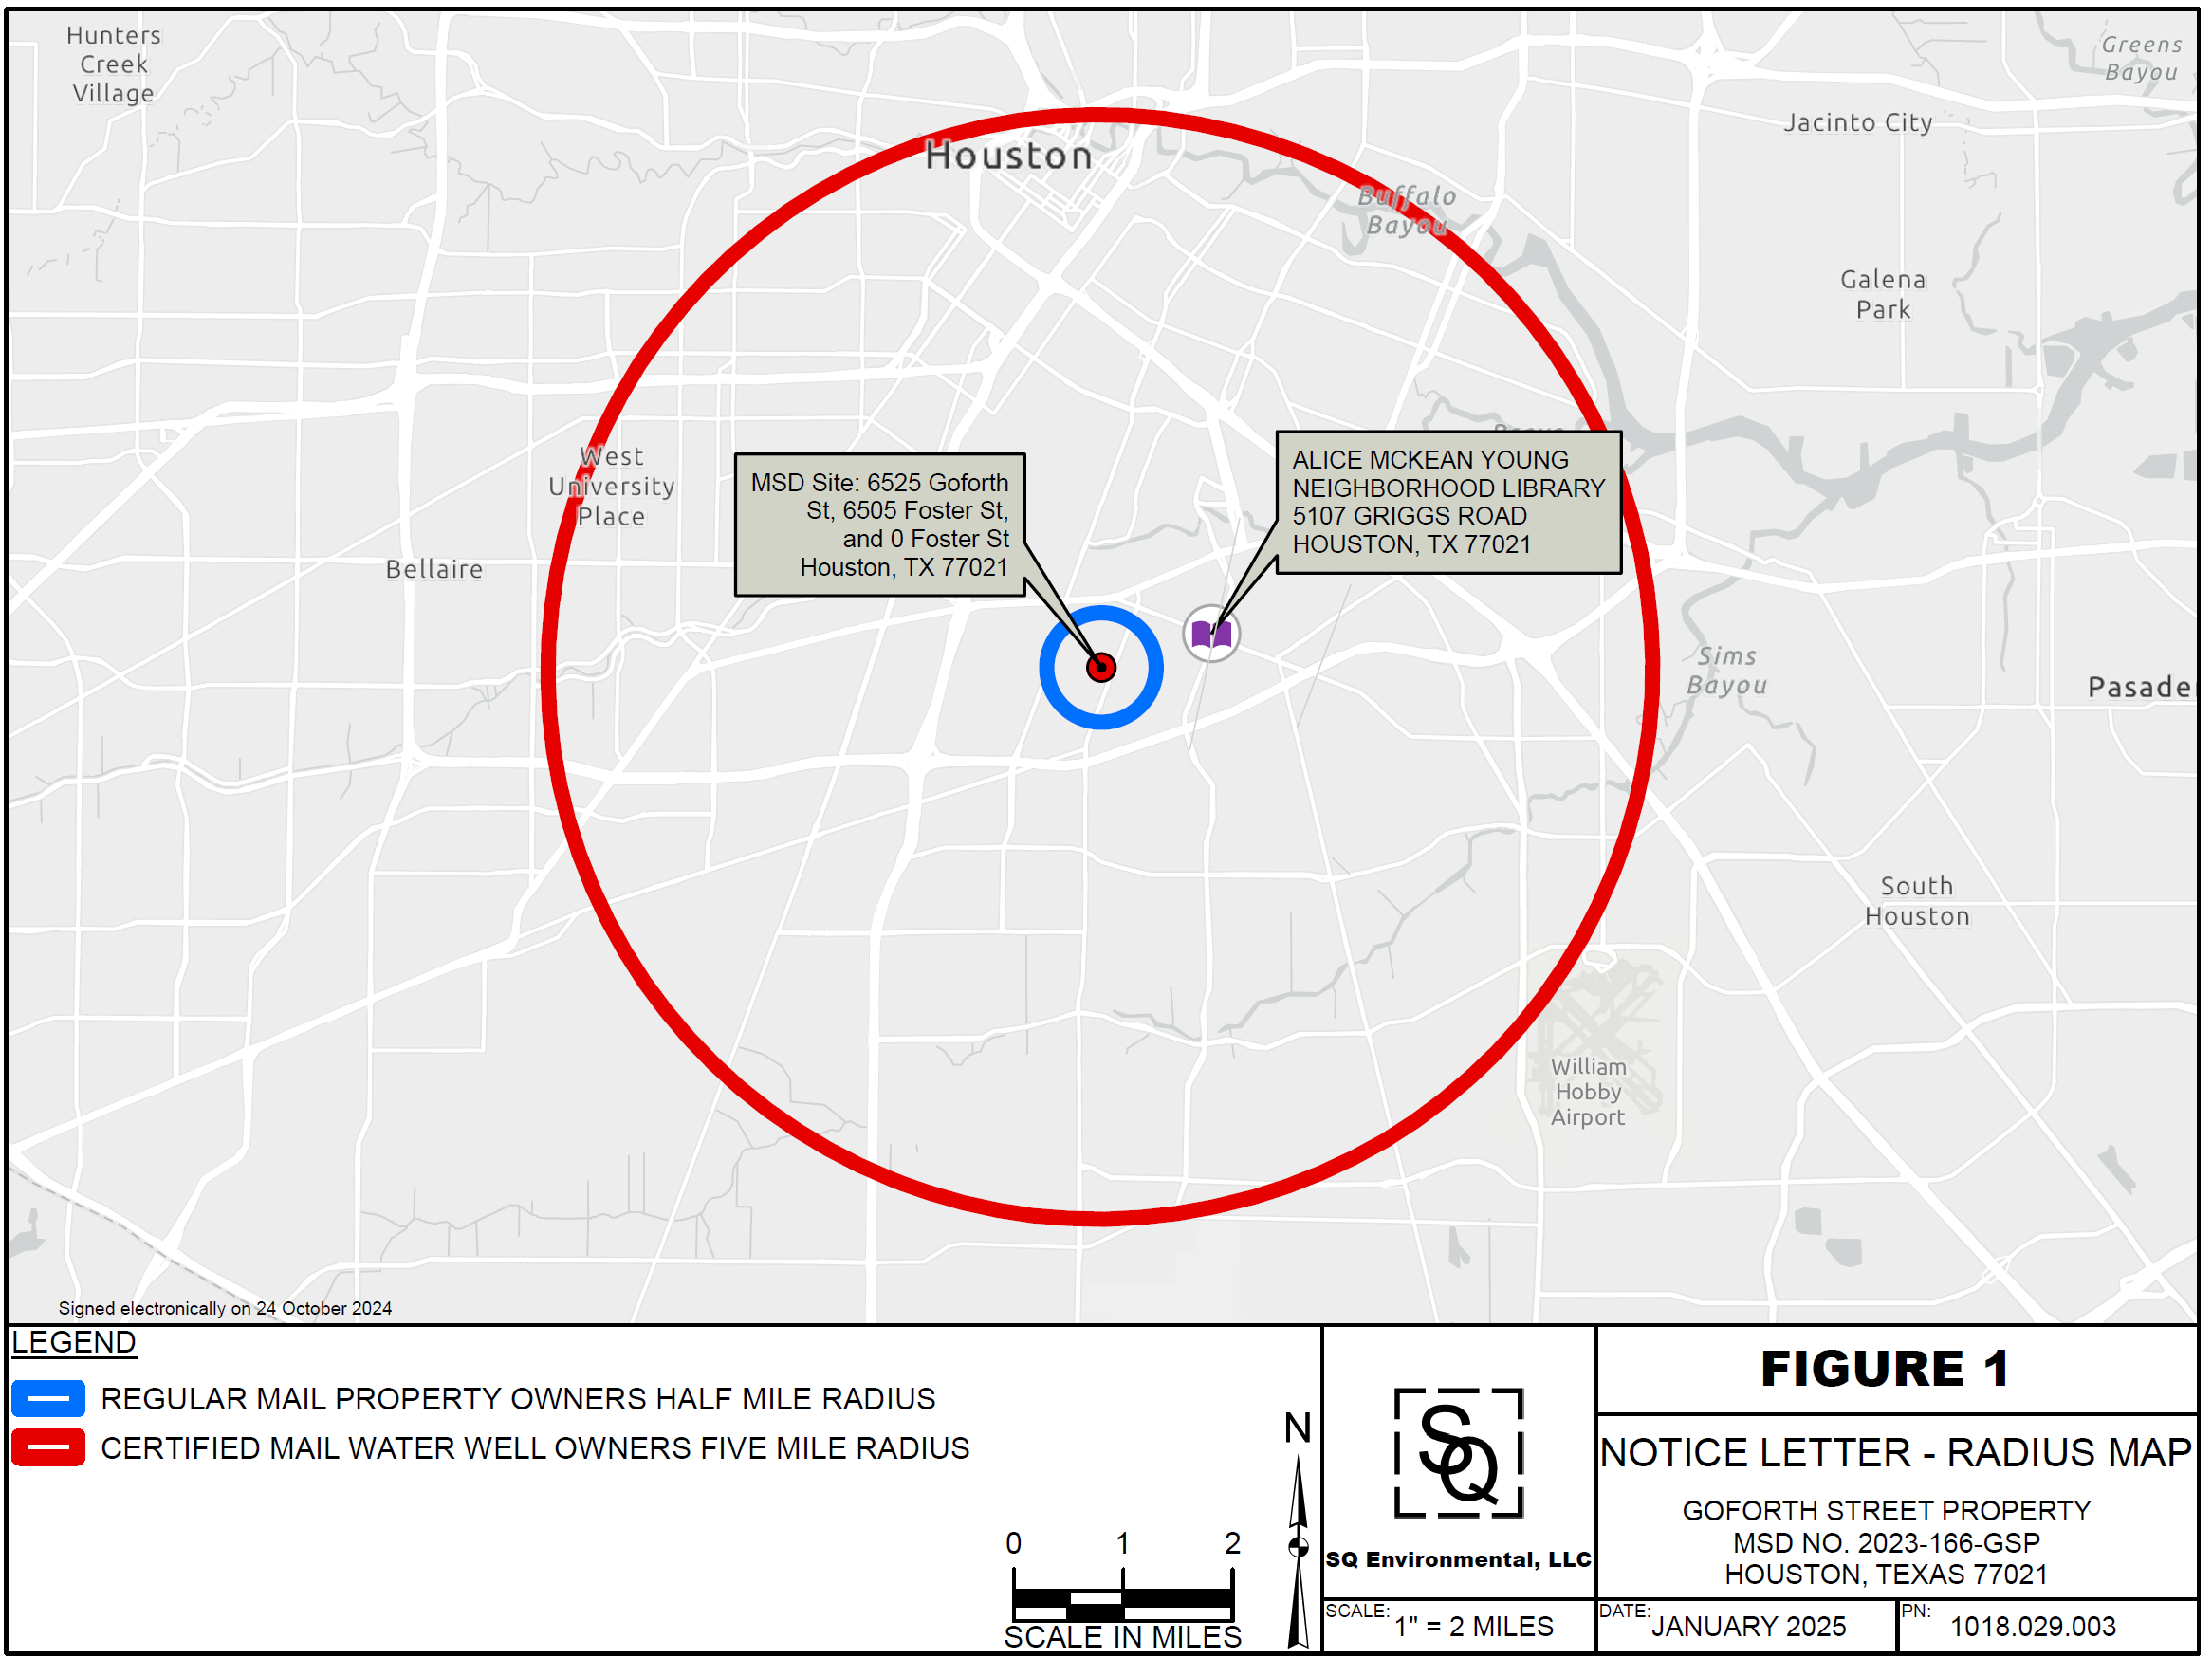 Hunters
Creek
Village
Greens
Bayou
Jacinto City
Houston
Buffalo
Bayou
Galena
Park
West
University
Place
Bellaire
MSD Site: 6525 Goforth
St, 6505 Foster St,
and 0 Foster St
Houston, TX 77021
ALICE MCKEAN YOUNG
NEIGHBORHOOD LIBRARY
5107 GRIGGS ROAD
HOUSTON, TX 77021
Sims
Bayou
Pasade
South
Houston
William
Hobby
Airport
Signed electronically on 24 October 2024
LEGEND
REGULAR MAIL PROPERTY OWNERS HALF MILE RADIUS
CERTIFIED MAIL WATER WELL OWNERS FIVE MILE RADIUS
0 1 2
SCALE IN MILES
N
SQ
SQ Environmental, LLC
SCALE: 1" = 2 MILES
FIGURE 1
NOTICE LETTER - RADIUS MAP
GOFORTH STREET PROPERTY
MSD NO. 2023-166-GSP
HOUSTON, TEXAS 77021
DATE: JANUARY 2025
PN: 1018.029.003